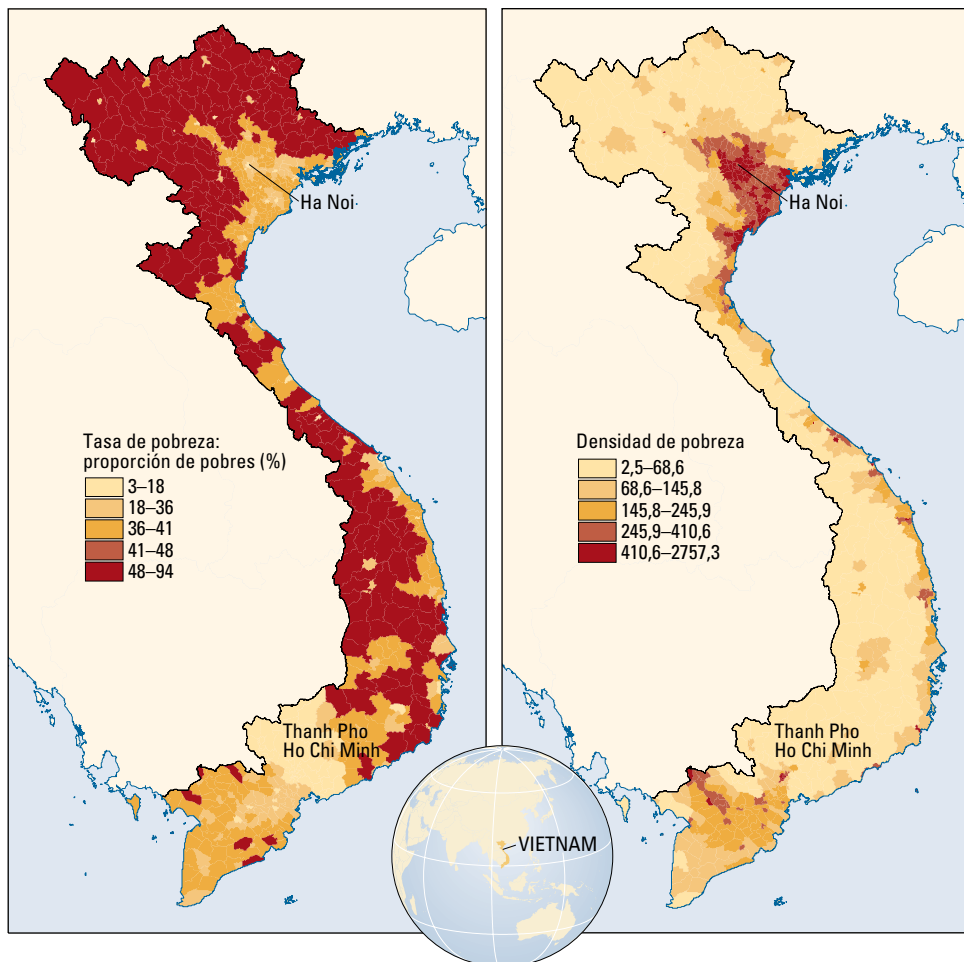 Ha Noi
Tasa de pobreza:
proporción de pobres (%)
3–18
18–36
36–41
41–48
48–94
Thanh Pho
Ho Chi Minh
Ha Noi
Densidad de pobreza
2,5–68,6
68,6–145,8
145,8–245,9
245,9–410,6
410,6–2757,3
Thanh Pho
Ho Chi Minh
VIETNAM